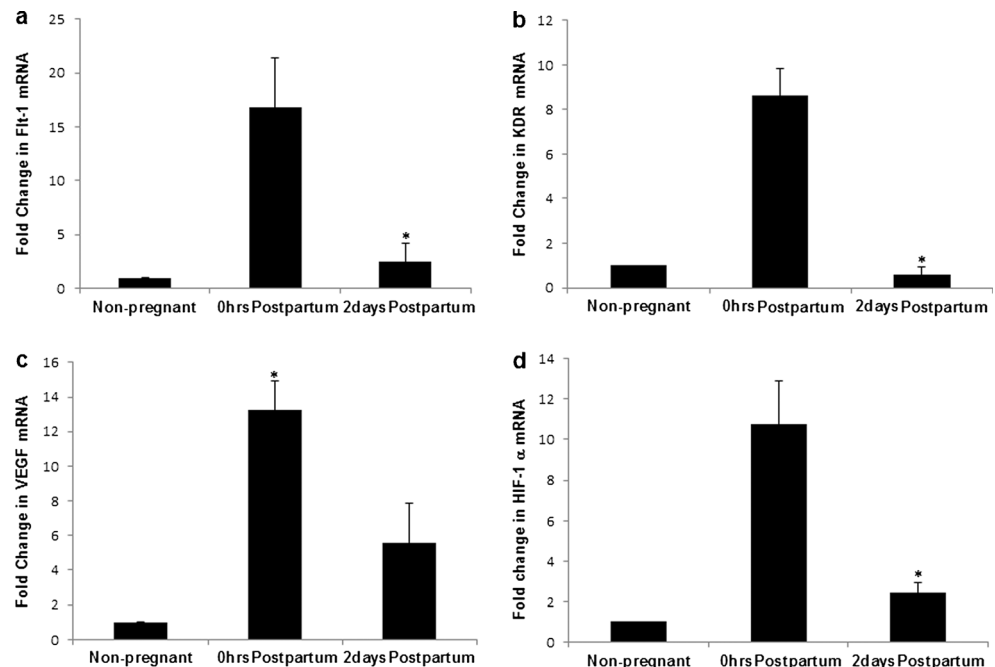 a
Fold Change in Flt-1 mRNA
25
20
15
10
5
0
*
Non-pregnant 0hrs Postpartum 2days Postpartum
b
Fold Change in KDR mRNA
12
10
8
6
4
2
0
*
Non-pregnant 0hrs Postpartum 2days Postpartum
c
Fold Change in VEGF mRNA
16
14
12
10
8
6
4
2
0
*
Non-pregnant 0hrs Postpartum 2days Postpartum
d
Fold change in HIF-1 α mRNA
14
12
10
8
6
4
2
0
*
Non-pregnant 0hrs Postpartum 2days Postpartum